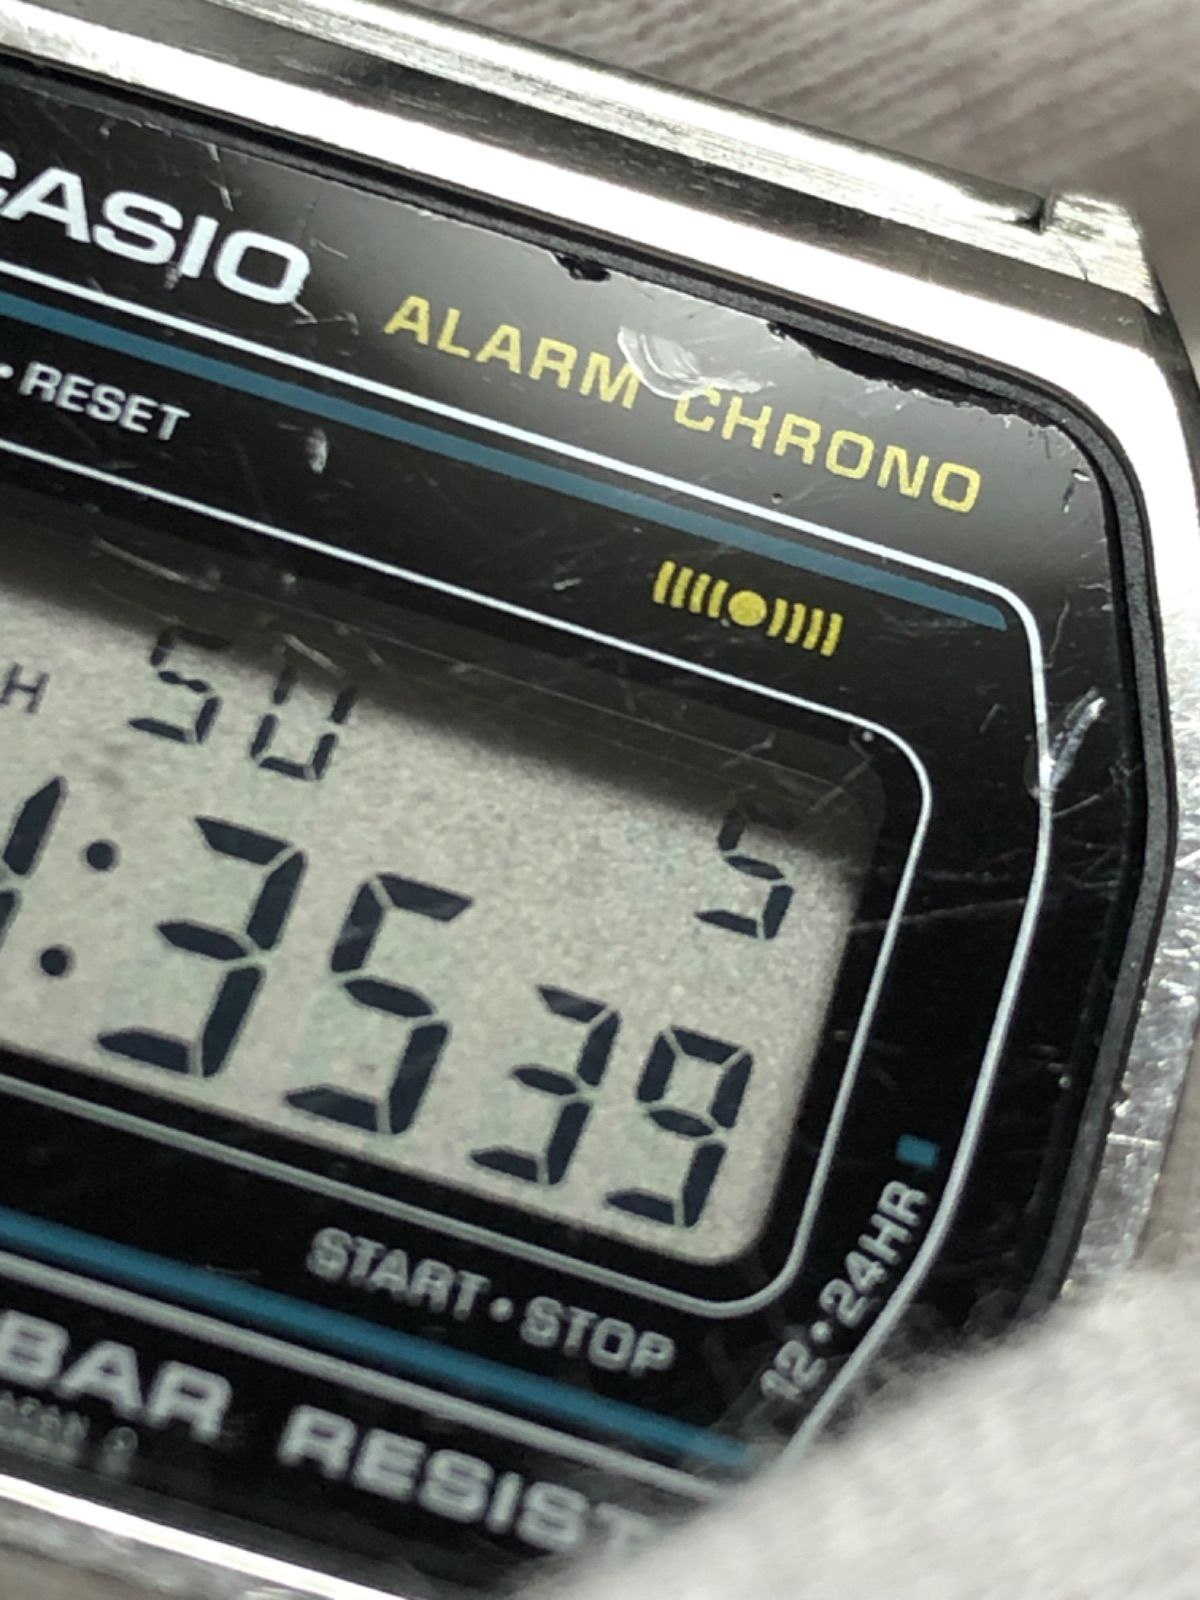 CASIO
ALARM CHRONO
· RESET
H SU 5
:35 39
START · STOP
12 · 24HR
BAR RESIST